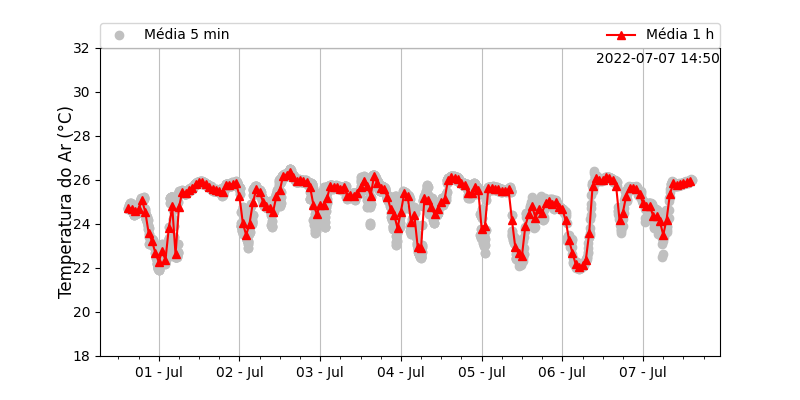 Média 5 min
Média 1 h
2022-07-07 14:50
Temperatura do Ar (°C)
32
30
28
26
24
22
20
18
01 - Jul
02 - Jul
03 - Jul
04 - Jul
05 - Jul
06 - Jul
07 - Jul